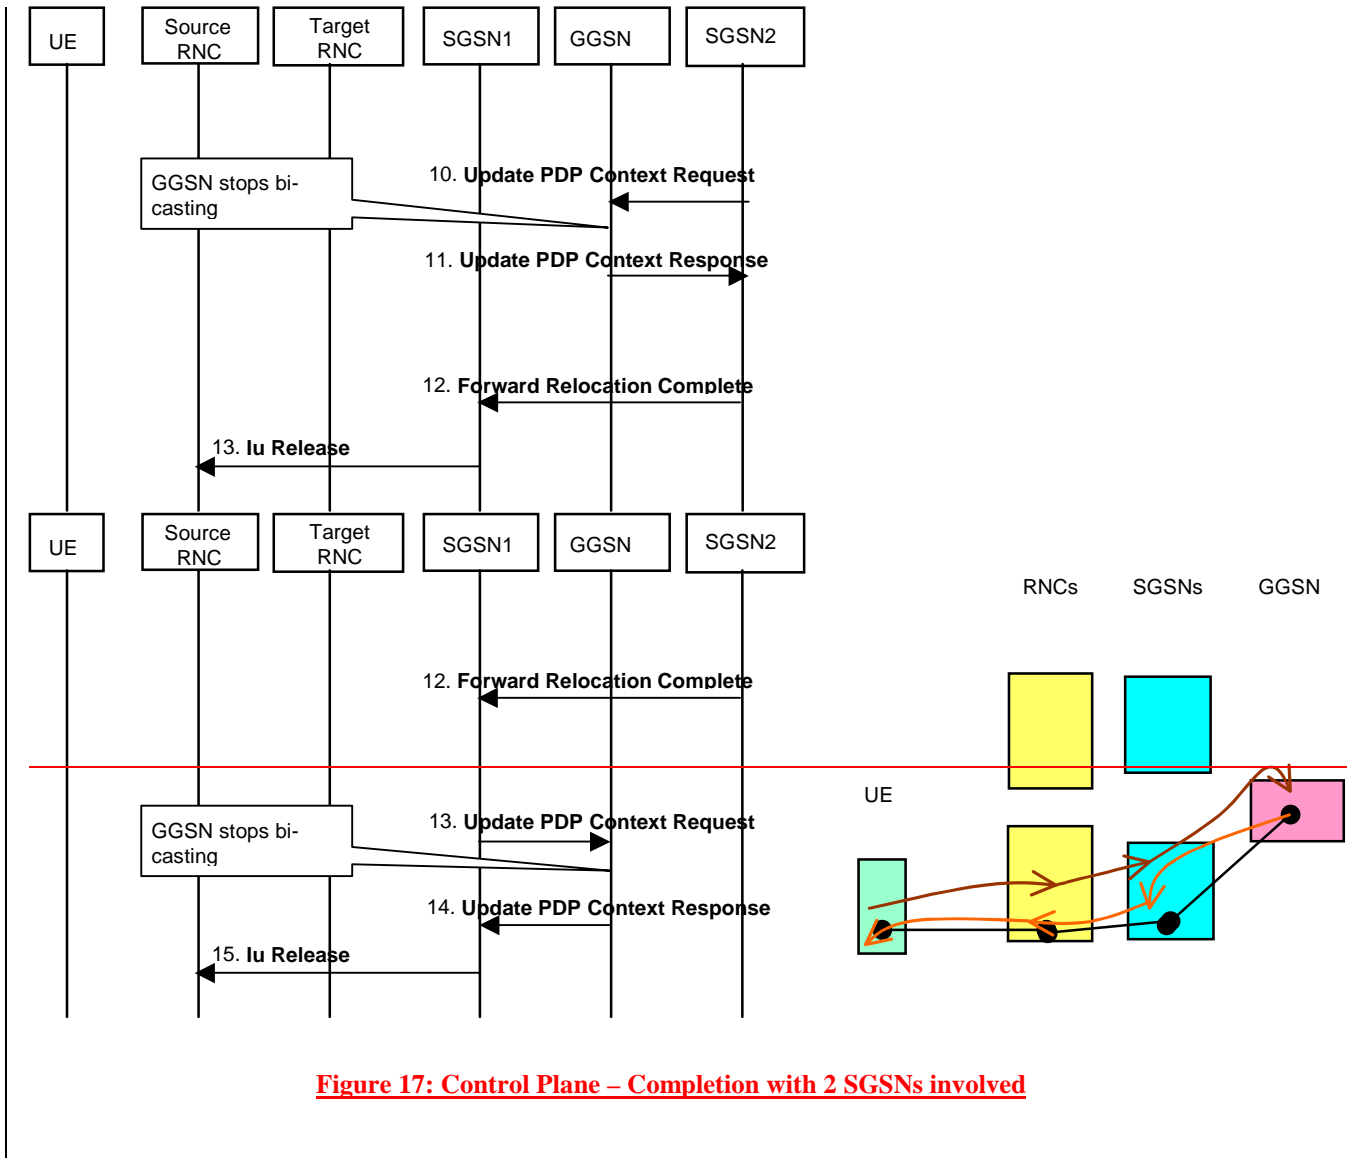 UE
Source
RNC
Target
RNC
SGSN1
GGSN
SGSN2
10. Update PDP Context Request
GGSN stops bi-
casting
11. Update PDP Context Response
12. Forward Relocation Complete
13. Iu Release
UE
Source
RNC
Target
RNC
SGSN1
GGSN
SGSN2
RNCs
SGSNs
GGSN
12. Forward Relocation Complete
UE
13. Update PDP Context Request
GGSN stops bi-
casting
14. Update PDP Context Response
15. Iu Release
Figure 17: Control Plane – Completion with 2 SGSNs involved